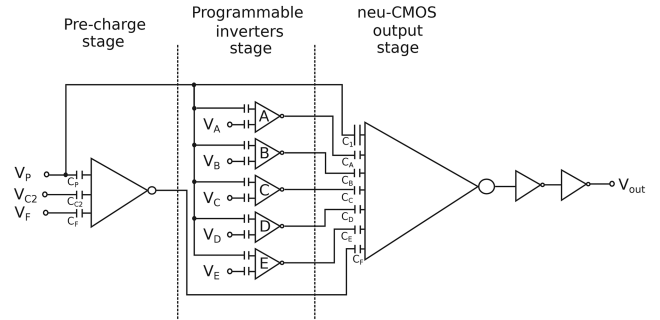 Pre-charge
stage
Programmable
inverters
stage
neu-CMOS
output
stage
V_P
C_P
V_C2
C_C2
V_F
C_F
V_A
A
V_B
B
V_C
C
V_D
D
V_E
E
C_1
C_A
C_B
C_C
C_D
C_E
C_F
V_out